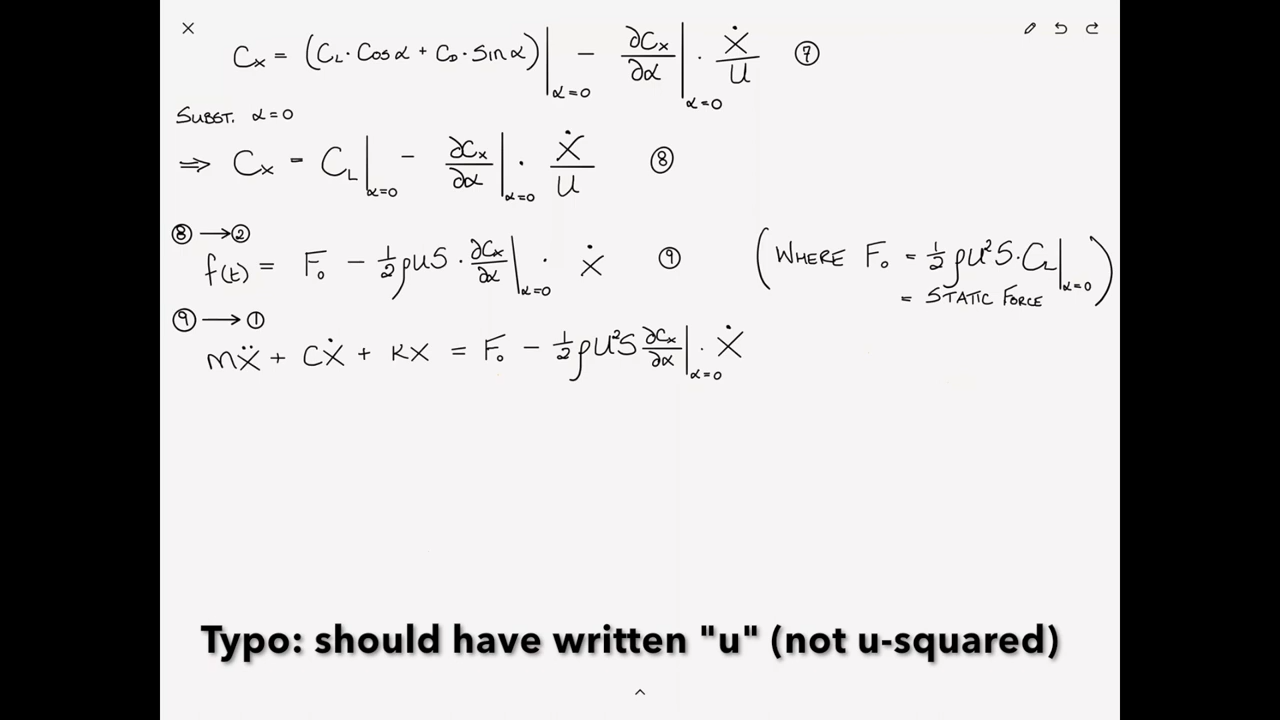 Cx = (CL · Cosα + CD · Sinα)|α=0 − ∂Cx/∂α|α=0 · Ẋ/U ⑦
SUBST. α=0
⇒ Cx = CL|α=0 − ∂Cx/∂α|α=0 · Ẋ/U ⑧
⑧ → ②
f(t) = F₀ − ½ρUS · ∂Cx/∂α|α=0 · Ẋ ⑨ (WHERE F₀ = ½ρU²S · CL|α=0
= STATIC FORCE)
⑨ → ①
MẌ + CẊ + KX = F₀ − ½ρU²S ∂Cx/∂α|α=0 · Ẋ
Typo: should have written "u" (not u-squared)